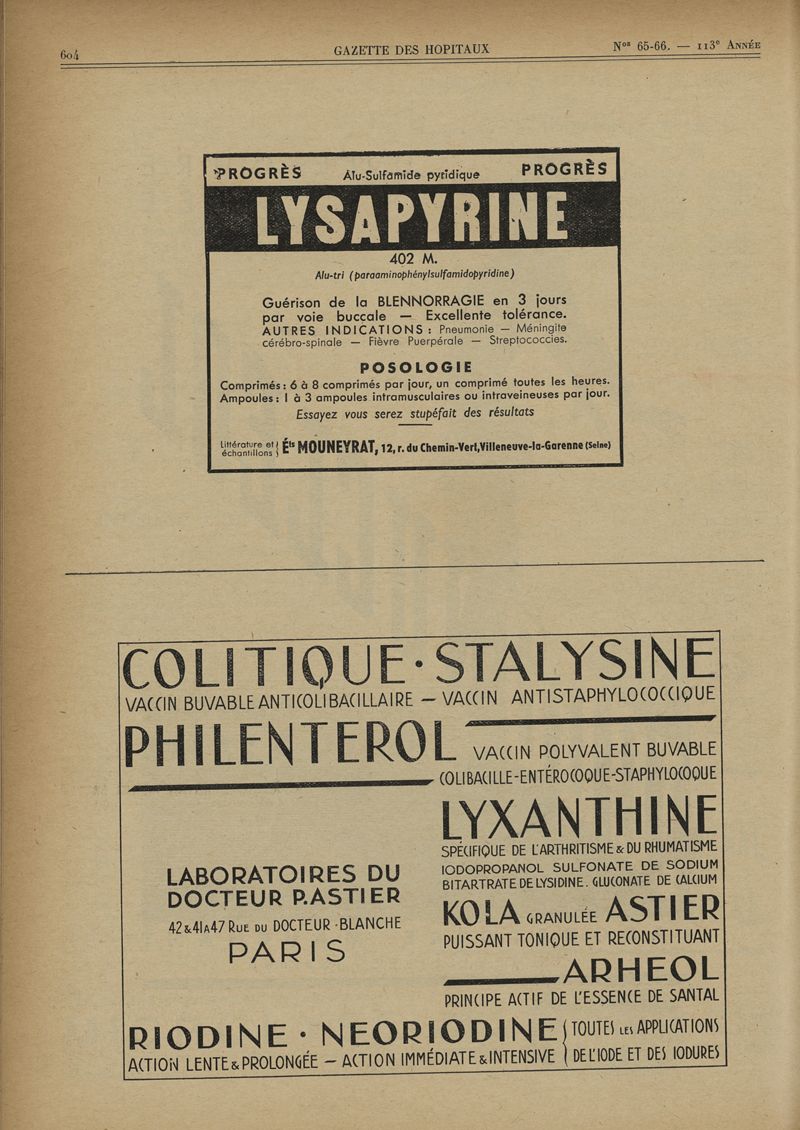 604
GAZETTE DES HOPITAUX
Nos 65-66. — 113e ANNÉE
PROGRÈS Alu-Sulfamide pyridique PROGRÈS
LYSAPYRINE
402 M.
Alu-tri (paraaminophénylsulfamidopyridine)
Guérison de la BLENNORRAGIE en 3 jours
par voie buccale — Excellente tolérance.
AUTRES INDICATIONS : Pneumonie — Méningite
cérébro-spinale — Fièvre Puerpérale — Streptococcies.
POSOLOGIE
Comprimés : 6 à 8 comprimés par jour, un comprimé toutes les heures.
Ampoules : 1 à 3 ampoules intramusculaires ou intraveineuses par jour.
Essayez vous serez stupéfait des résultats
Littérature et
échantillons
Éts MOUNEYRAT, 12, r. du Chemin-Vert, Villeneuve-la-Garenne (Seine)
COLITIQUE · STALYSINE
VACCIN BUVABLE ANTICOLIBACILLAIRE — VACCIN ANTISTAPHYLOCOCCIQUE
PHILENTEROL VACCIN POLYVALENT BUVABLE
COLIBACILLE-ENTÉROCOQUE-STAPHYLOCOQUE
LYXANTHINE
SPÉCIFIQUE DE L'ARTHRITISME & DU RHUMATISME
IODOPROPANOL SULFONATE DE SODIUM
BITARTRATE DE LYSIDINE. GLUCONATE DE CALCIUM
LABORATOIRES DU
DOCTEUR P. ASTIER
42 & 41A47 RUE DU DOCTEUR · BLANCHE
PARIS
KOLA GRANULÉE ASTIER
PUISSANT TONIQUE ET RECONSTITUANT
ARHEOL
PRINCIPE ACTIF DE L'ESSENCE DE SANTAL
RIODINE · NEORIODINE
ACTION LENTE & PROLONGÉE — ACTION IMMÉDIATE & INTENSIVE
TOUTES LES APPLICATIONS
DE L'IODE ET DES IODURES